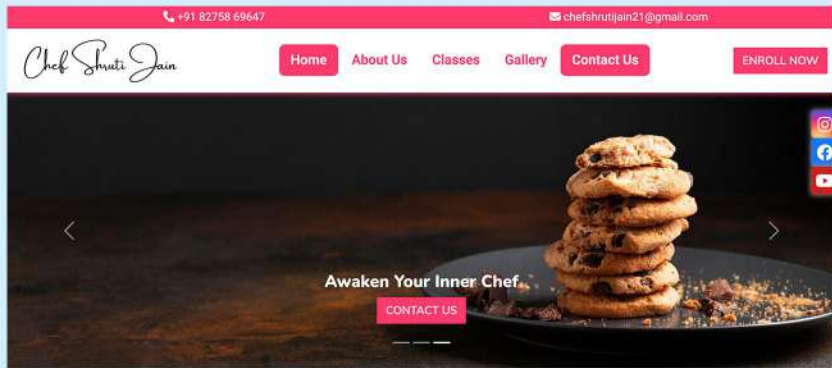 +91 82758 69647
chefshrutijain21@gmail.com
Chef Shruti Jain
Home
About Us
Classes
Gallery
Contact Us
ENROLL NOW
Awaken Your Inner Chef
CONTACT US